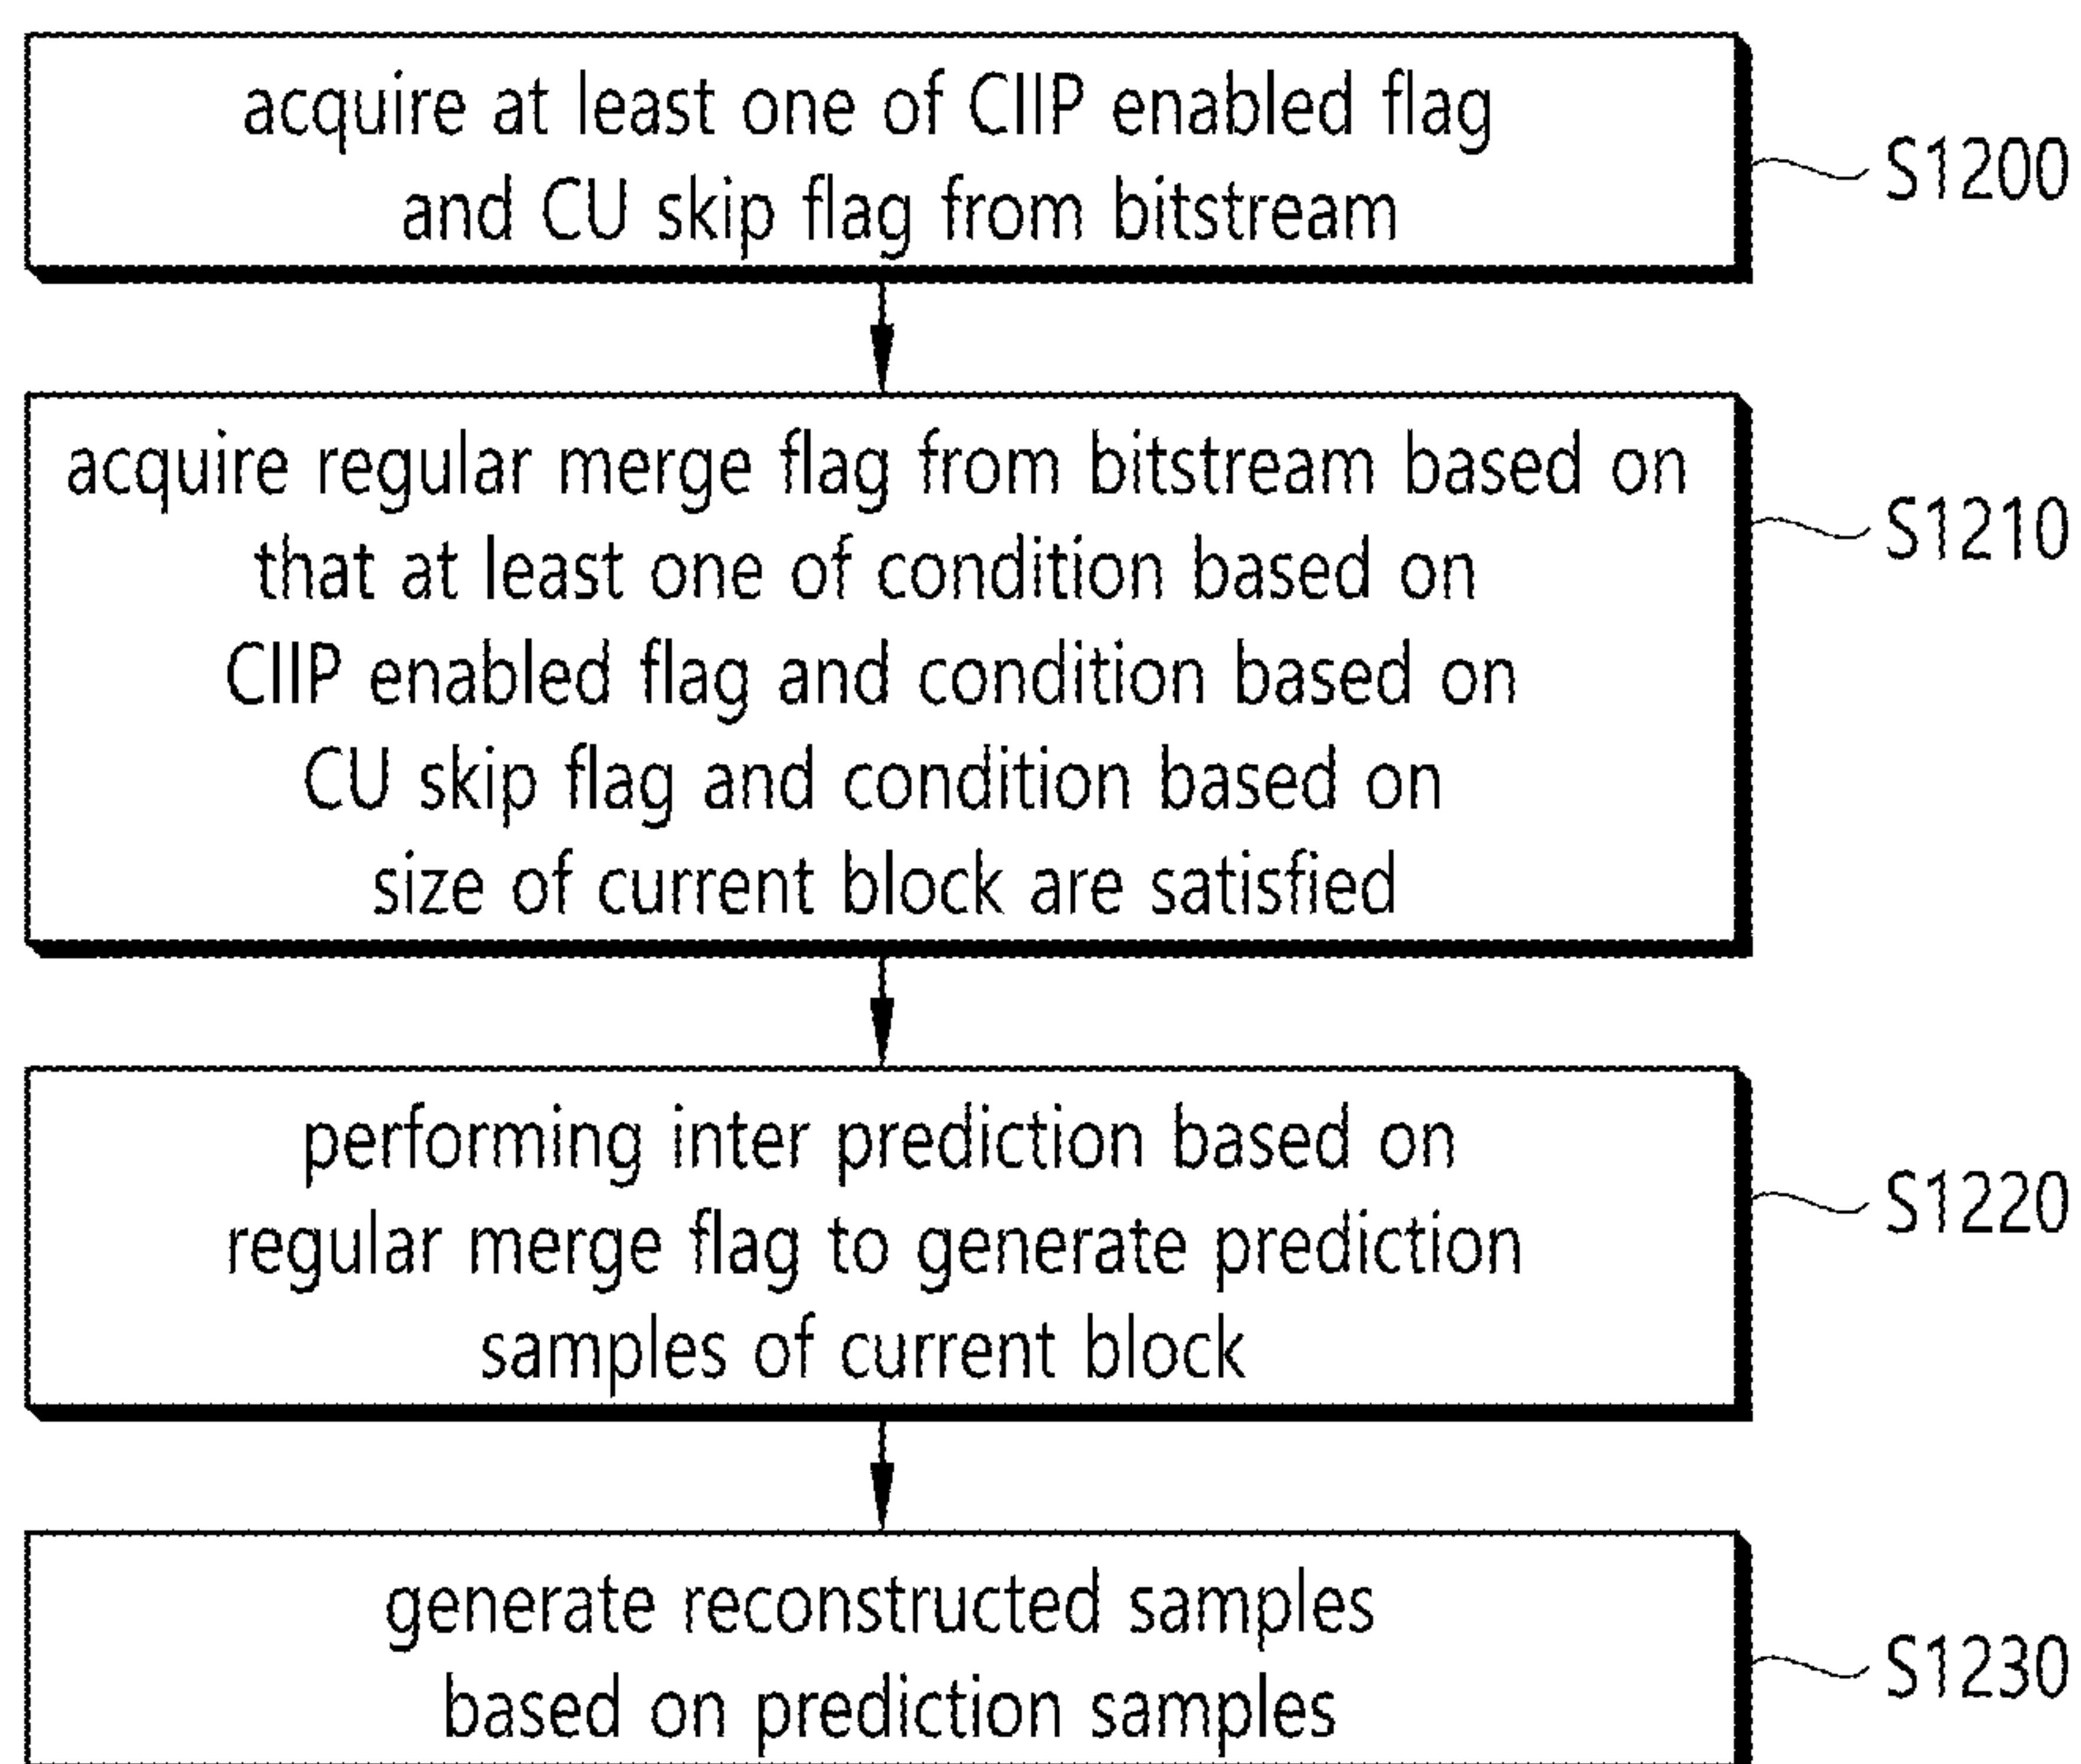 acquire at least one of CIIP enabled flag
and CU skip flag from bitstream
S1200
acquire regular merge flag from bitstream based on
that at least one of condition based on
CIIP enabled flag and condition based on
CU skip flag and condition based on
size of current block are satisfied
S1210
performing inter prediction based on
regular merge flag to generate prediction
samples of current block
S1220
generate reconstructed samples
based on prediction samples
S1230